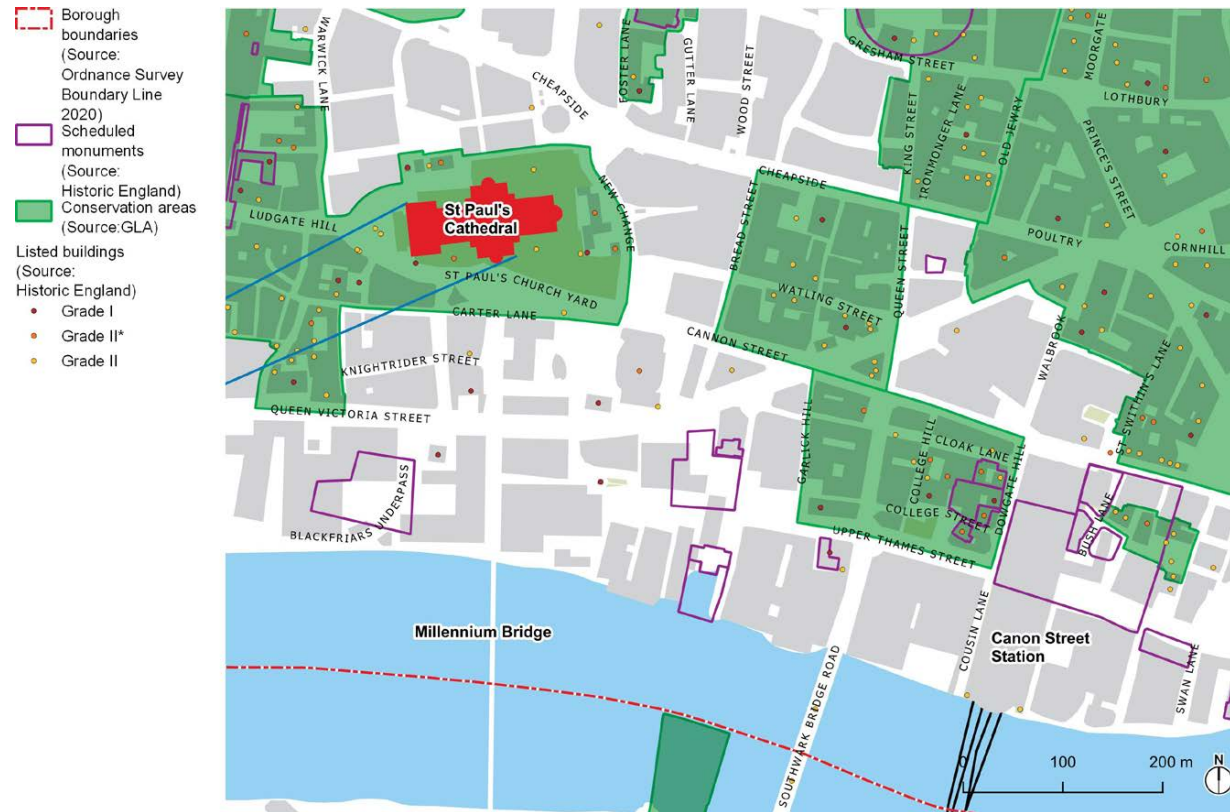 Borough
boundaries
(Source:
Ordnance Survey
Boundary Line
2020)
Scheduled
monuments
(Source:
Historic England)
Conservation areas
(Source:GLA)
Listed buildings
(Source:
Historic England)
Grade I
Grade II*
Grade II
WARWICK LANE
CHEAPSIDE
FOSTER LANE
GUTTER LANE
WOOD STREET
GRESHAM STREET
MOORGATE
LOTHBURY
KING STREET
IRONMONGER LANE
OLD JEWRY
PRINCE'S STREET
CHEAPSIDE
NEW CHANGE
BREAD STREET
QUEEN STREET
POULTRY
CORNHILL
LUDGATE HILL
St Paul's
Cathedral
ST PAUL'S CHURCH YARD
WATLING STREET
CARTER LANE
CANNON STREET
WALBROOK
KNIGHTRIDER STREET
ST SWITHIN'S LANE
QUEEN VICTORIA STREET
GARLICK HILL
COLLEGE HILL
CLOAK LANE
DOWGATE HILL
BLACKFRIARS UNDERPASS
COLLEGE STREET
UPPER THAMES STREET
BUSH LANE
Millennium Bridge
COUSIN LANE
Canon Street
Station
SWAN LANE
SOUTHWARK BRIDGE ROAD
0 100 200 m
N